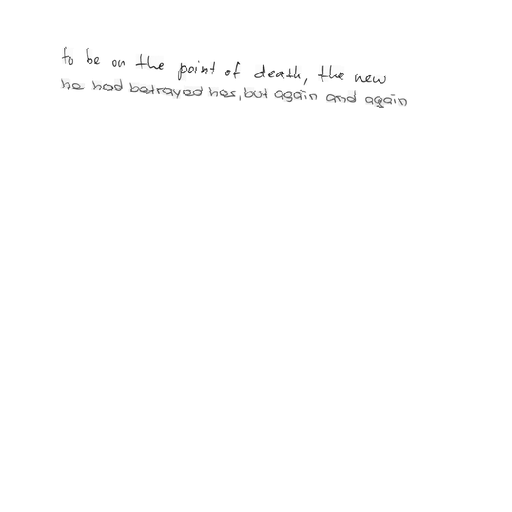 to be on the point of death, the new
he had betrayed her, but again and again